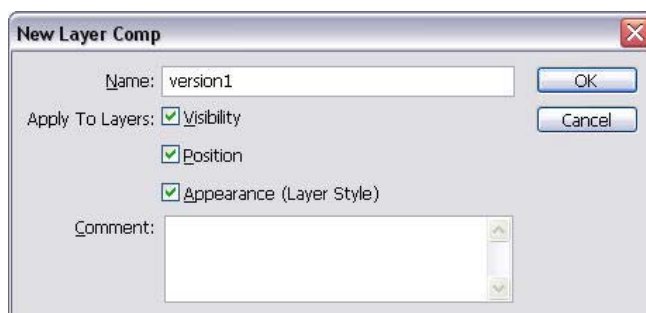 New Layer Comp
Name: version1
OK
Apply To Layers: Visibility
Cancel
Position
Appearance (Layer Style)
Comment: